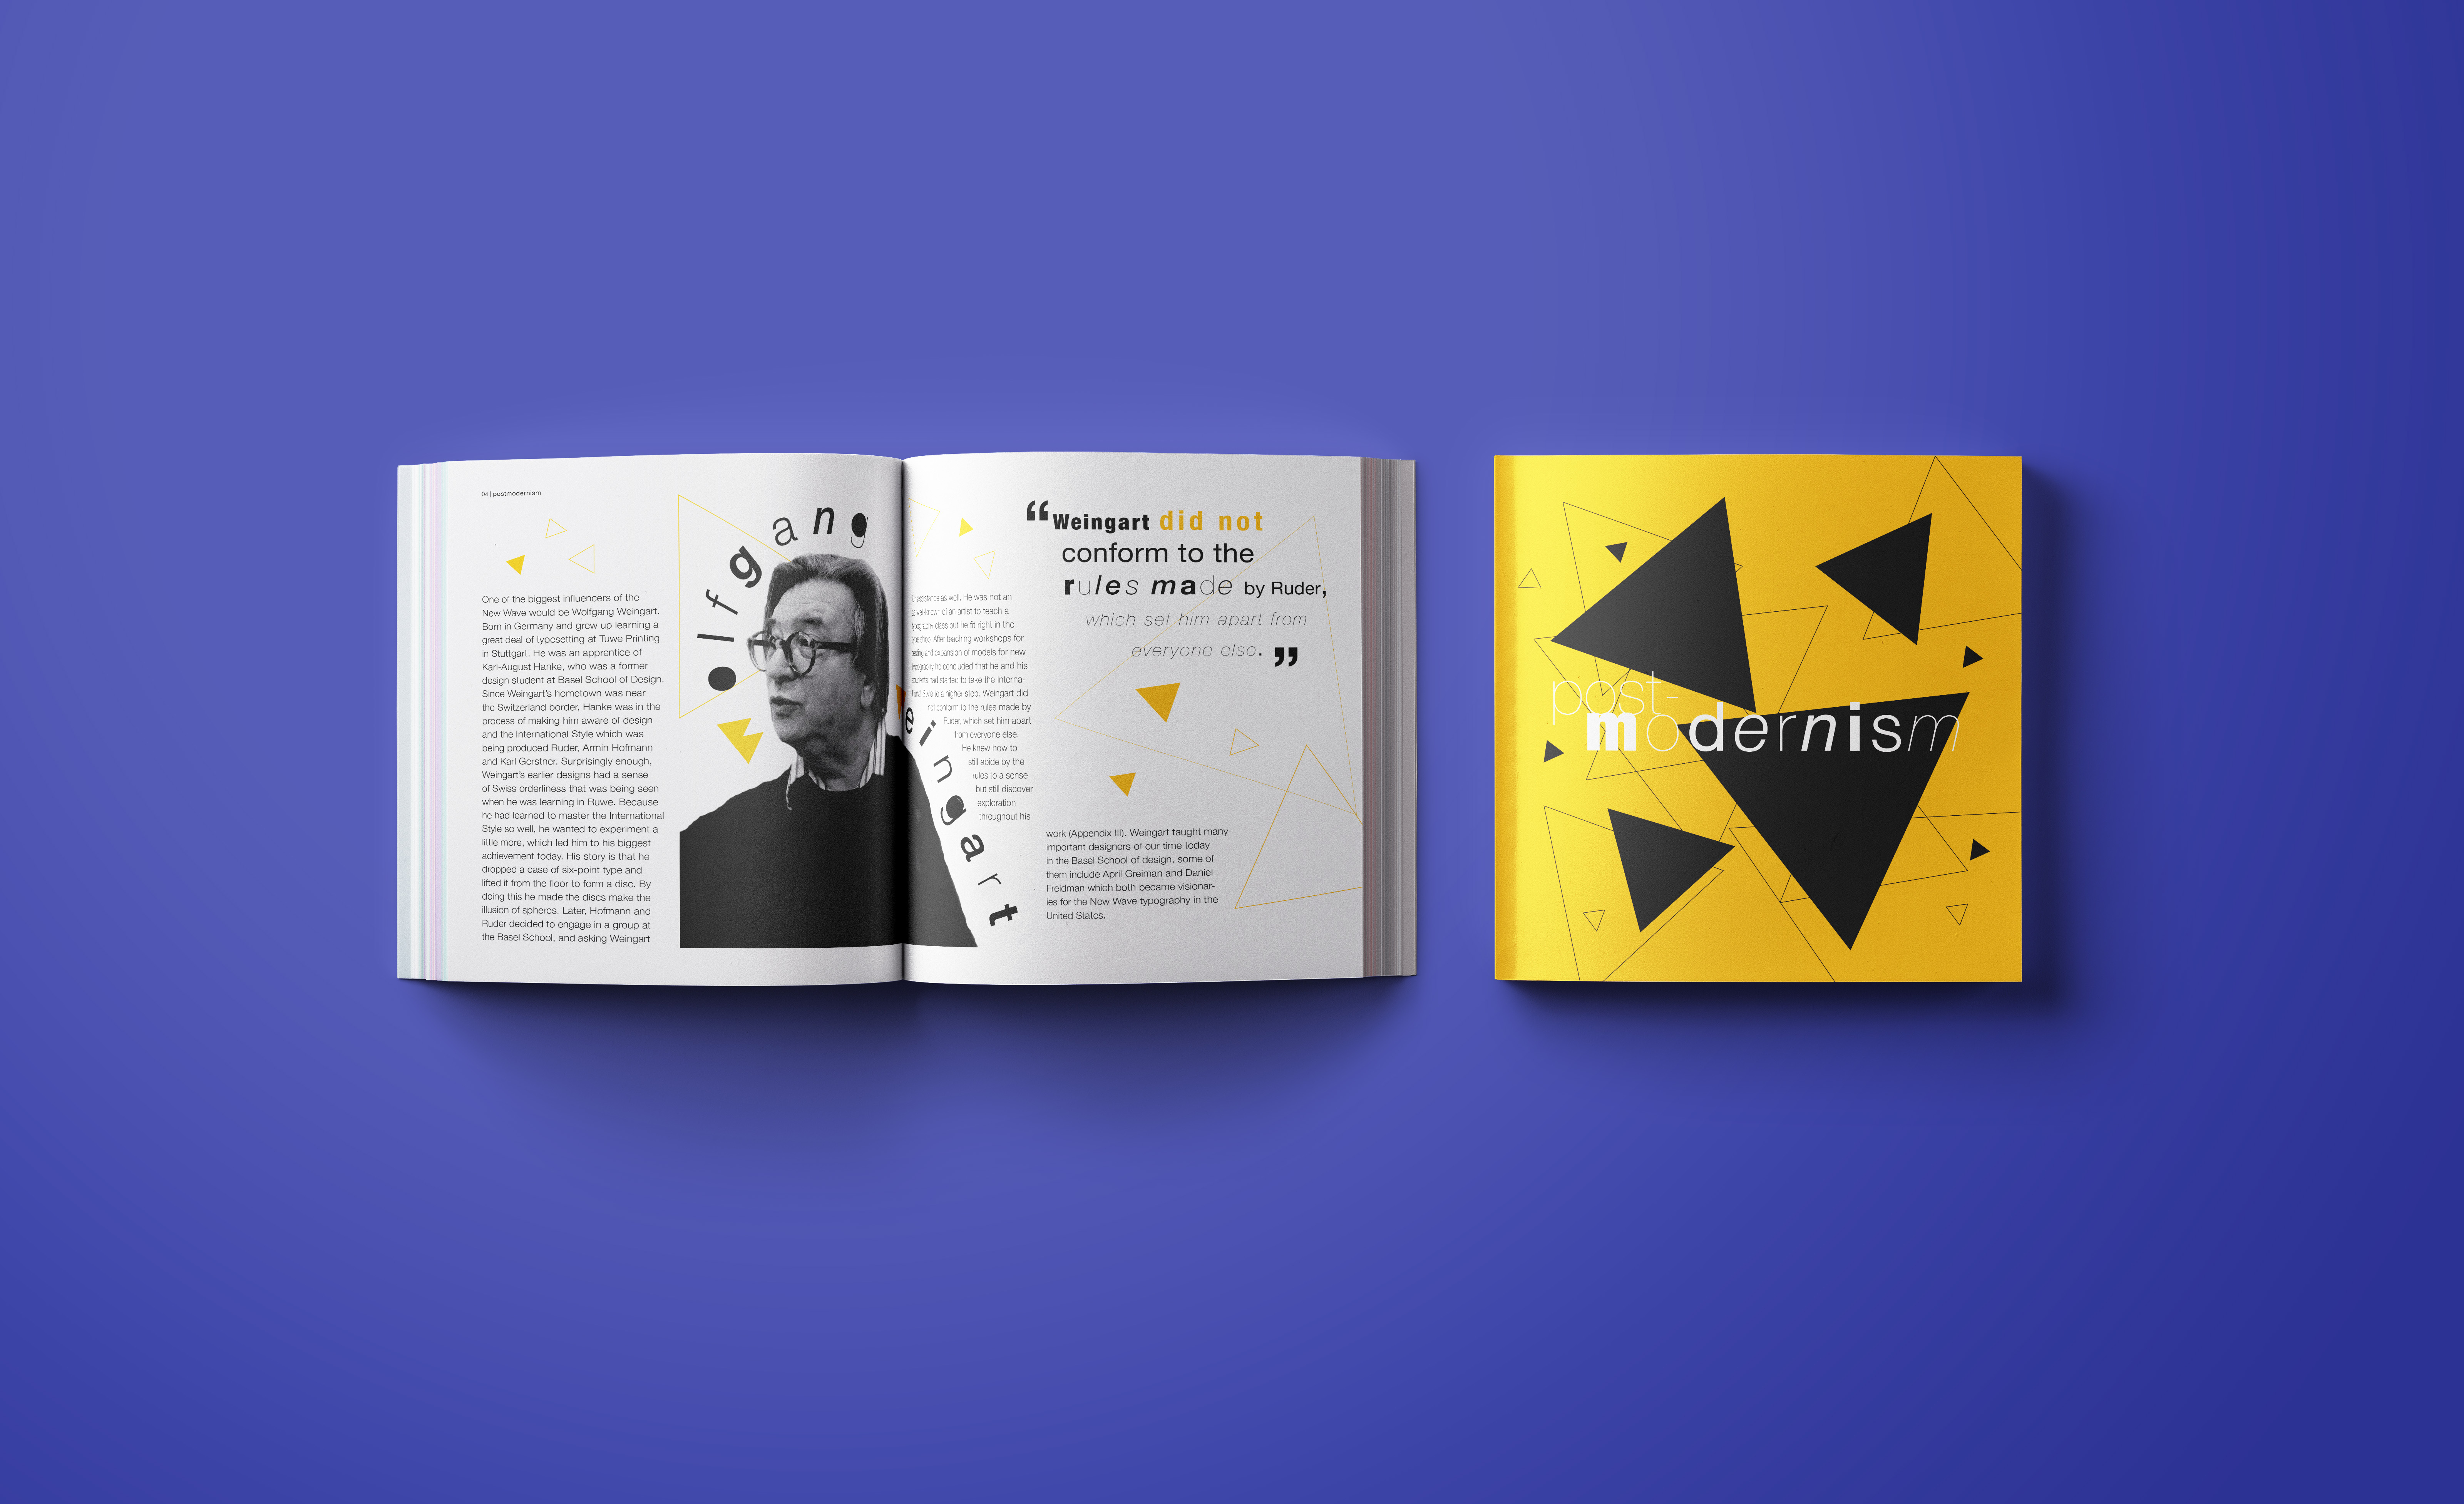 04 | postmodernism
One of the biggest influencers of the
New Wave would be Wolfgang Weingart.
Born in Germany and grew up learning a
great deal of typesetting at Tuwe Printing
in Stuttgart. He was an apprentice of
Karl-August Hanke, who was a former
design student at Basel School of Design.
Since Weingart's hometown was near
the Switzerland border, Hanke was in the
process of making him aware of design
and the International Style which was
being produced Ruder, Armin Hofmann
and Karl Gerstner. Surprisingly enough,
Weingart's earlier designs had a sense
of Swiss orderliness that was being seen
when he was learning in Ruwe. Because
he had learned to master the International
Style so well, he wanted to experiment a
little more, which led him to his biggest
achievement today. His story is that he
dropped a case of six-point type and
lifted it from the floor to form a disc. By
doing this he made the discs make the
illusion of spheres. Later, Hofmann and
Ruder decided to engage in a group at
the Basel School, and asking Weingart
wolfgang
weingart
for assistance as well. He was not an
as well-known of an artist to teach a
typography class but he fit right in the
type shop. After teaching workshops for
testing and expansion of models for new
typography he concluded that he and his
students had started to take the Interna-
tional Style to a higher step. Weingart did
not conform to the rules made by
Ruder, which set him apart
from everyone else.
He knew how to
still abide by the
rules to a sense
but still discover
exploration
throughout his
“Weingart did not
conform to the
rules made by Ruder,
which set him apart from
everyone else.”
work (Appendix III). Weingart taught many
important designers of our time today
in the Basel School of design, some of
them include April Greiman and Daniel
Freidman which both became visionar-
ies for the New Wave typography in the
United States.
post-
modernism